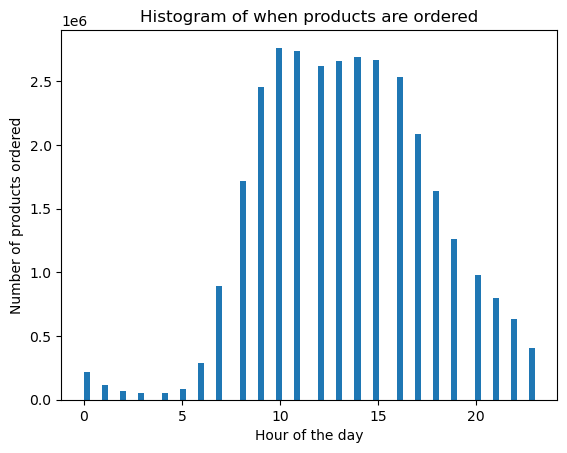 Histogram of when products are ordered
1e6
2.5
2.0
1.5
1.0
0.5
0.0
Number of products ordered
0 5 10 15 20
Hour of the day